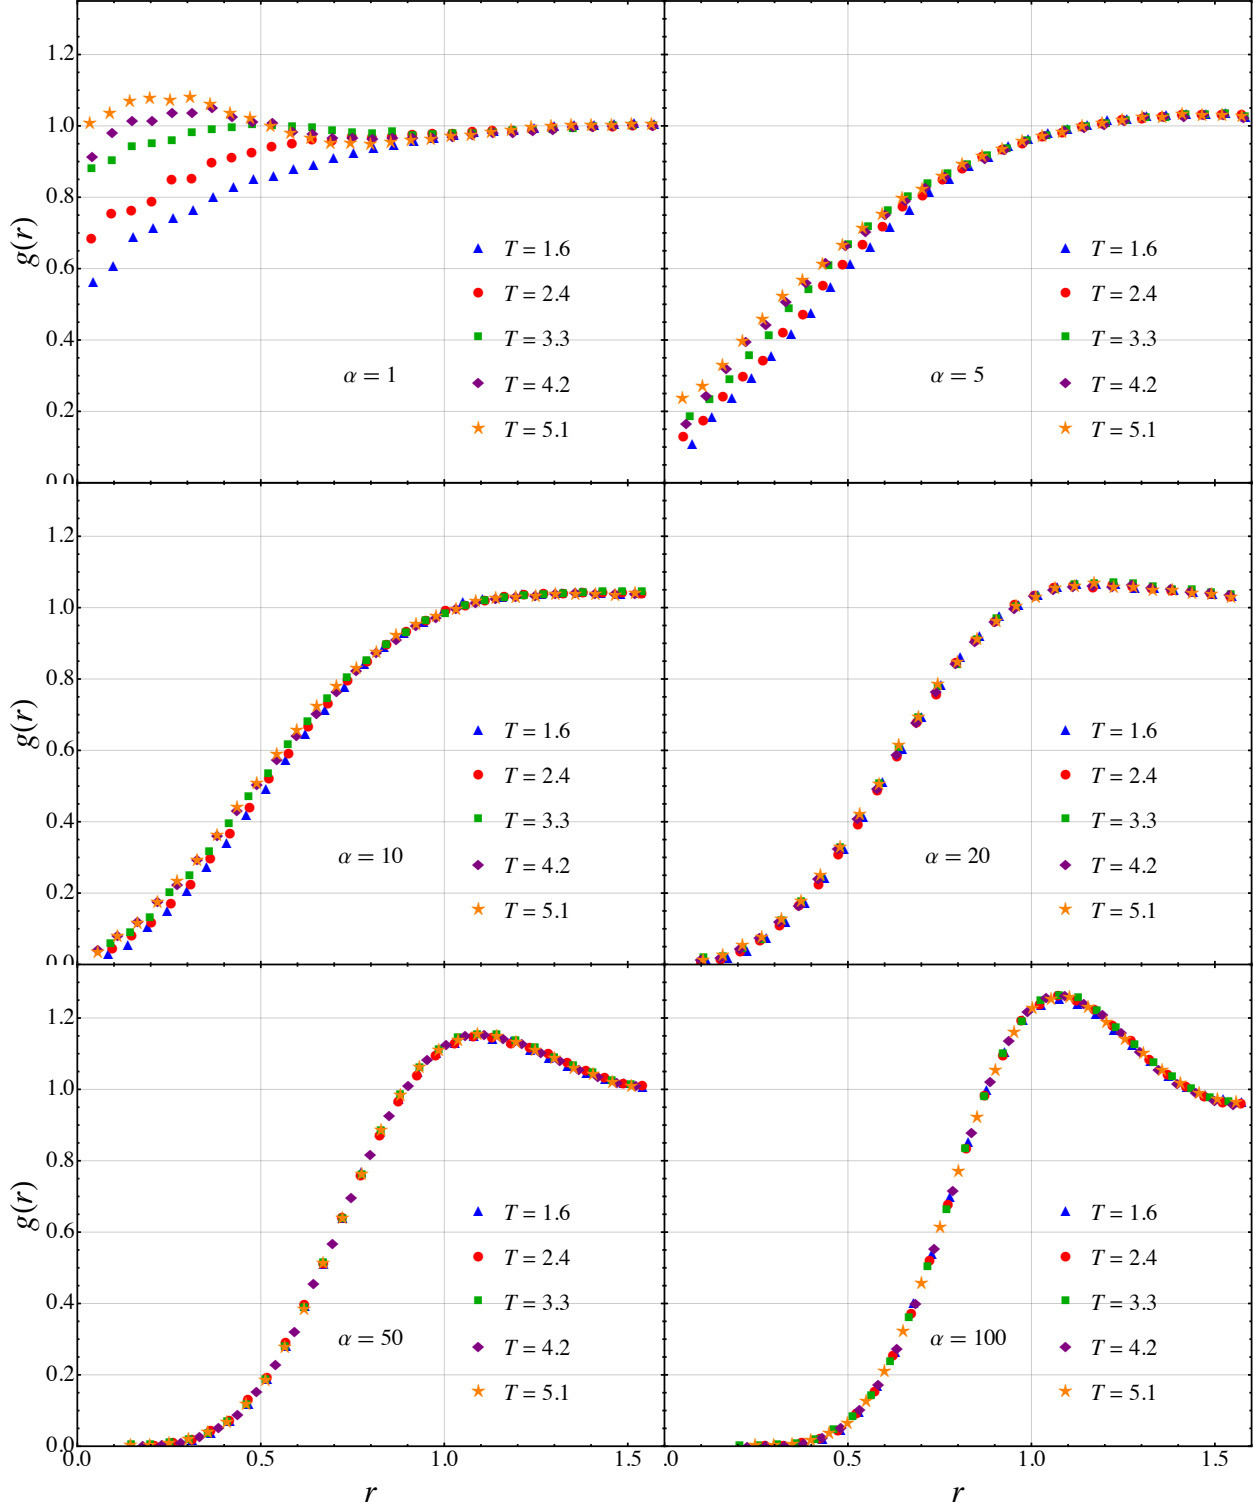 1.2
1.0
0.8
0.6
0.4
0.2
0.0
g(r)
α = 1
T = 1.6
T = 2.4
T = 3.3
T = 4.2
T = 5.1
α = 5
T = 1.6
T = 2.4
T = 3.3
T = 4.2
T = 5.1
1.2
1.0
0.8
0.6
0.4
0.2
0.0
g(r)
α = 10
T = 1.6
T = 2.4
T = 3.3
T = 4.2
T = 5.1
α = 20
T = 1.6
T = 2.4
T = 3.3
T = 4.2
T = 5.1
1.2
1.0
0.8
0.6
0.4
0.2
0.0
g(r)
α = 50
T = 1.6
T = 2.4
T = 3.3
T = 4.2
T = 5.1
α = 100
T = 1.6
T = 2.4
T = 3.3
T = 4.2
T = 5.1
0.0 0.5 1.0 1.5 .0 0.5 1.0 1.5
r r